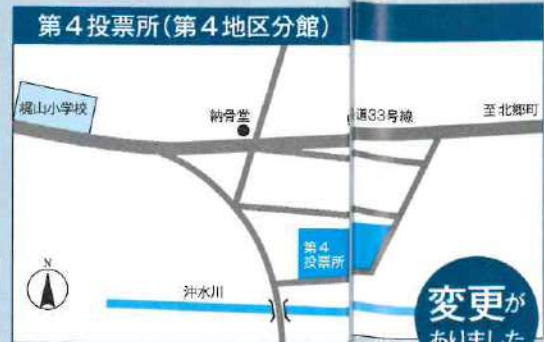 第4投票所(第4地区分館)
梶山小学校
納骨堂
道33号線
至北郷町
第4
投票所
N
沖水川
変更が
ありました